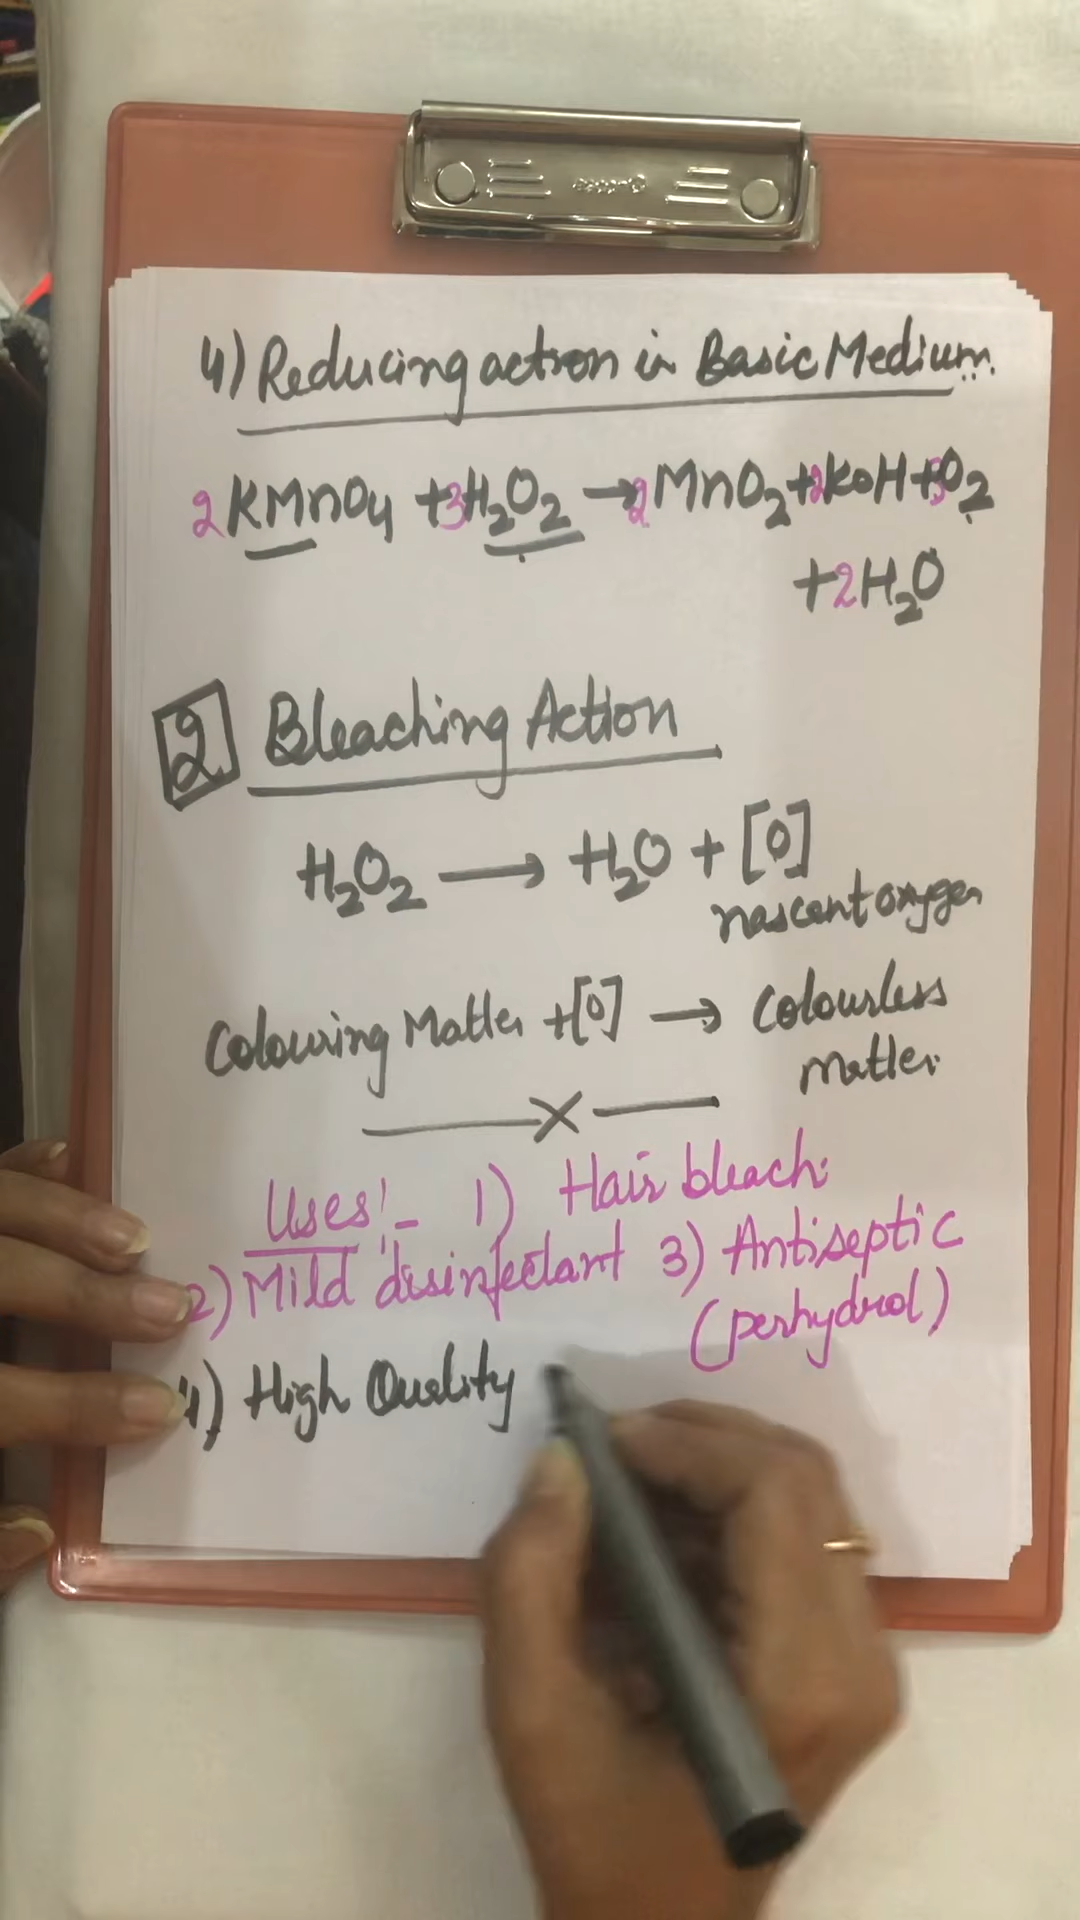 4) Reducing action in Basic Medium
2KMnO4 + 3H2O2 → 2MnO2 + 2KOH + 3O2
+ 2H2O
2 Bleaching Action
H2O2 → H2O + [O]
nascent oxygen
Colouring Matter + [O] → Colourless
matter
X
Uses:- 1) Hair bleach
2) Mild disinfectant 3) Antiseptic
(perhydrol)
4) High Quality